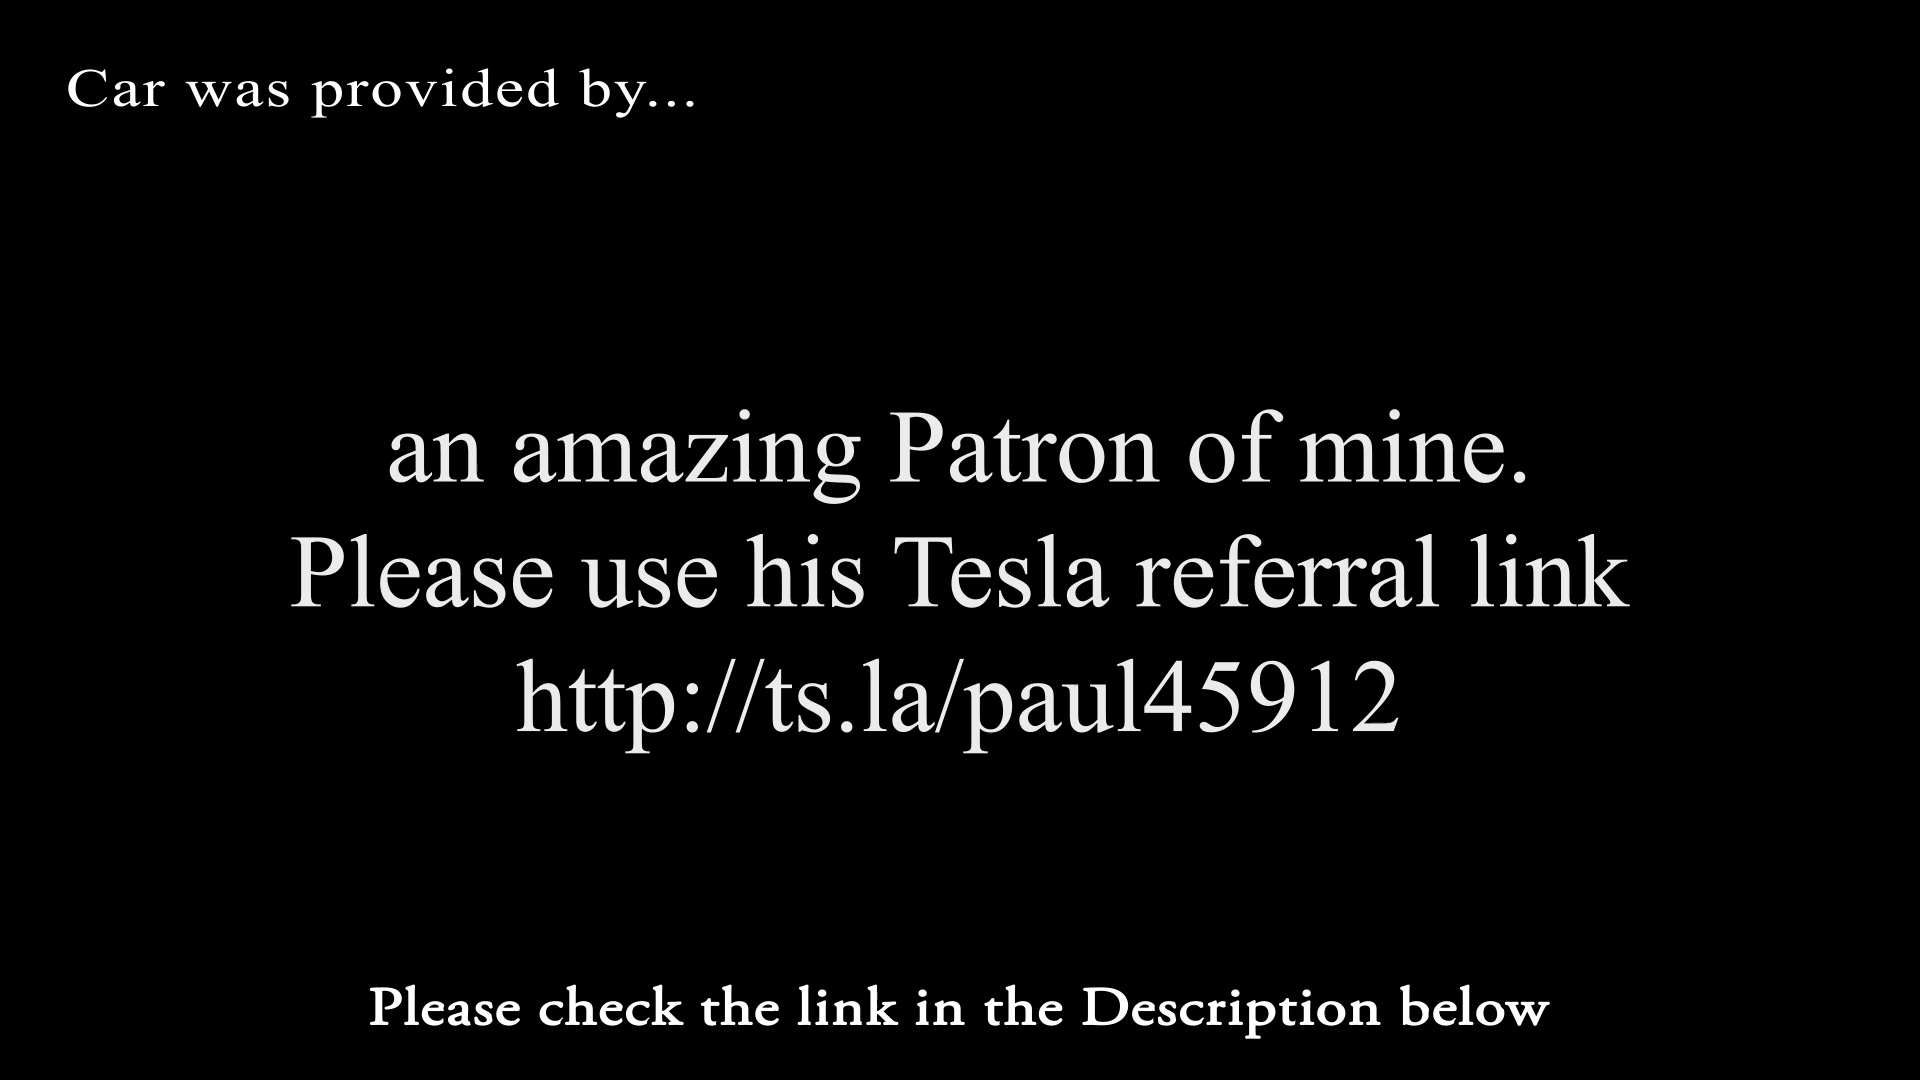 Car was provided by...
an amazing Patron of mine.
Please use his Tesla referral link
http://ts.la/paul45912
Please check the link in the Description below